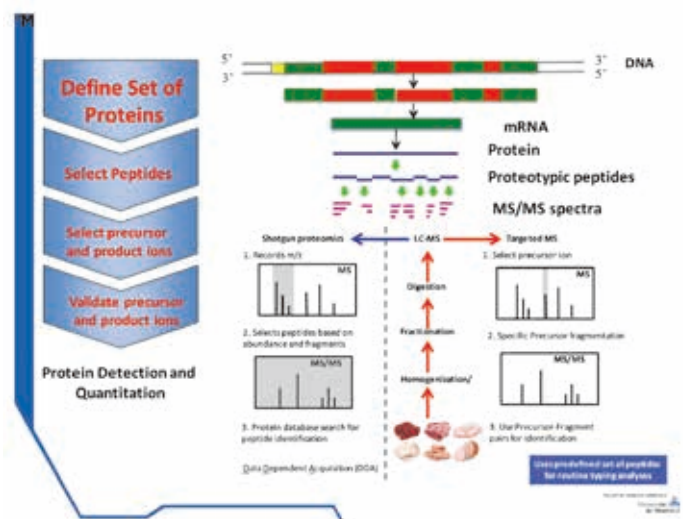 M
Define Set of
Proteins
Select Peptides
Select precursor
and product ions
Validate precursor
and product ions
Protein Detection and
Quantitation
5'
3'
3'
5'
DNA
mRNA
Protein
Proteotypic peptides
MS/MS spectra
Shotgun proteomics
LC-MS
Targeted MS
1. Records m/z
MS
2. Selects peptides based on
abundance and fragments
MS/MS
3. Protein database search for
peptide identification
Data Dependent Acquisition (DDA)
Digestion
Fractionation
Homogenisation/
1. Select precursor ion
MS
2. Specific Precursor fragmentation
MS/MS
3. Use Precursor-Fragment
pairs for identification
Uses predefined set of peptides
for routine typing analyses